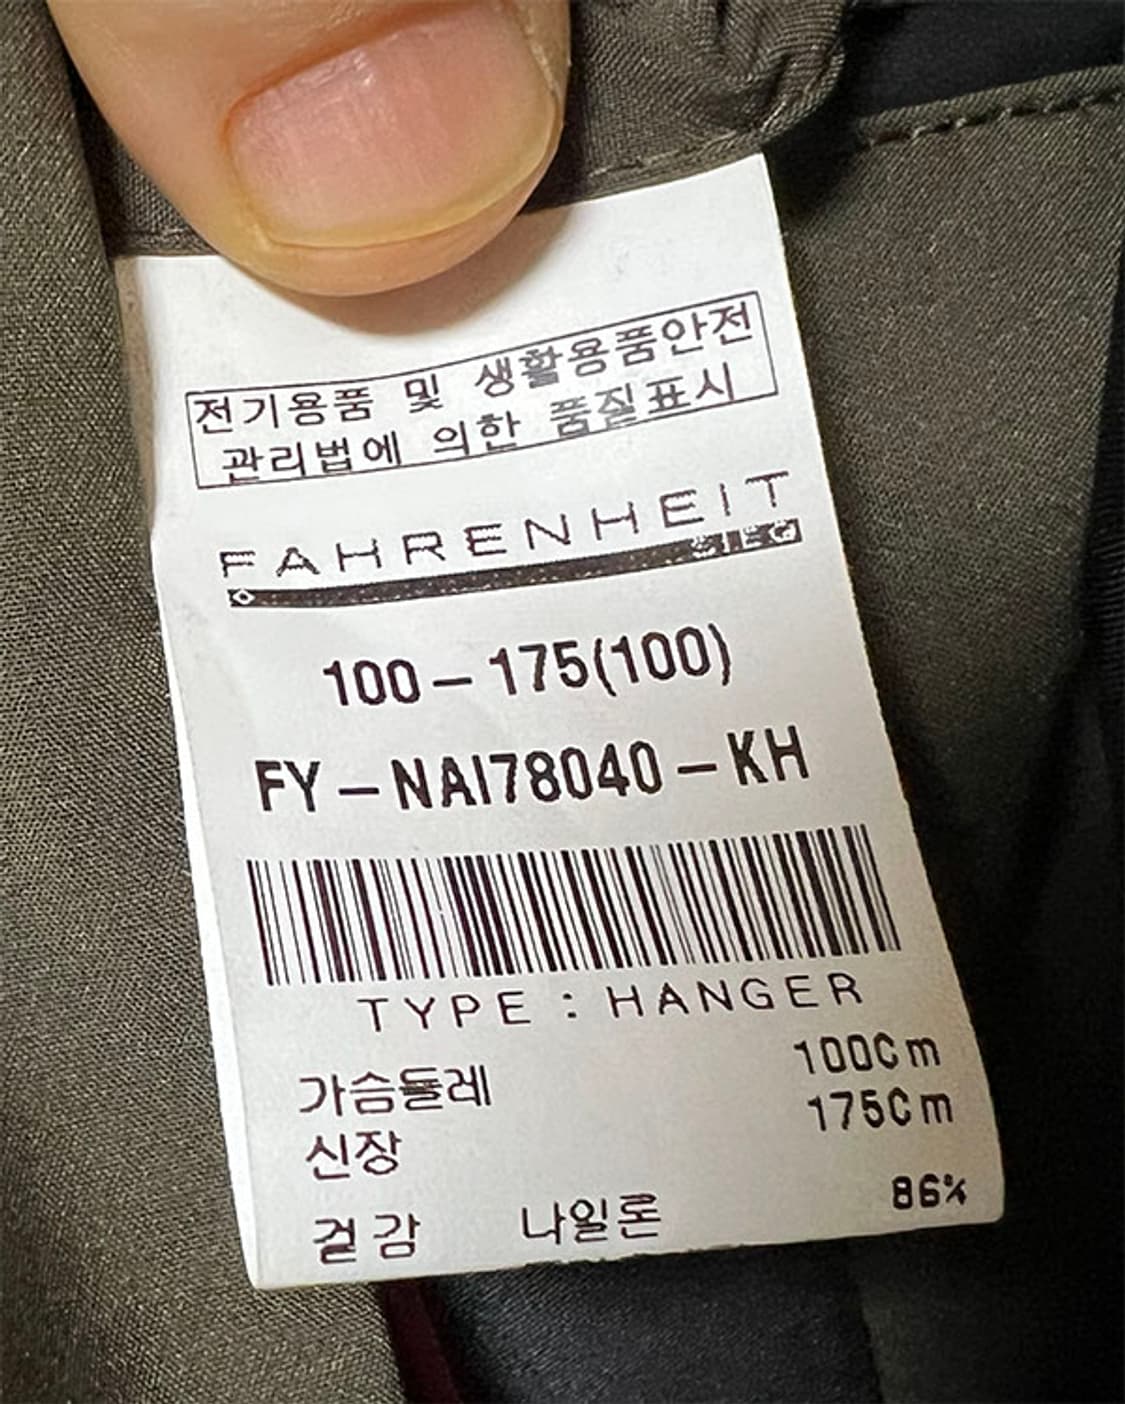 전기용품 및 생활용품안전
관리법에 의한 품질표시
FAHRENHEIT
100-175(100)
FY-NAI78040-KH
TYPE : HANGER
가슴둘레 100Cm
신장 175Cm
겉감 나일론 86%